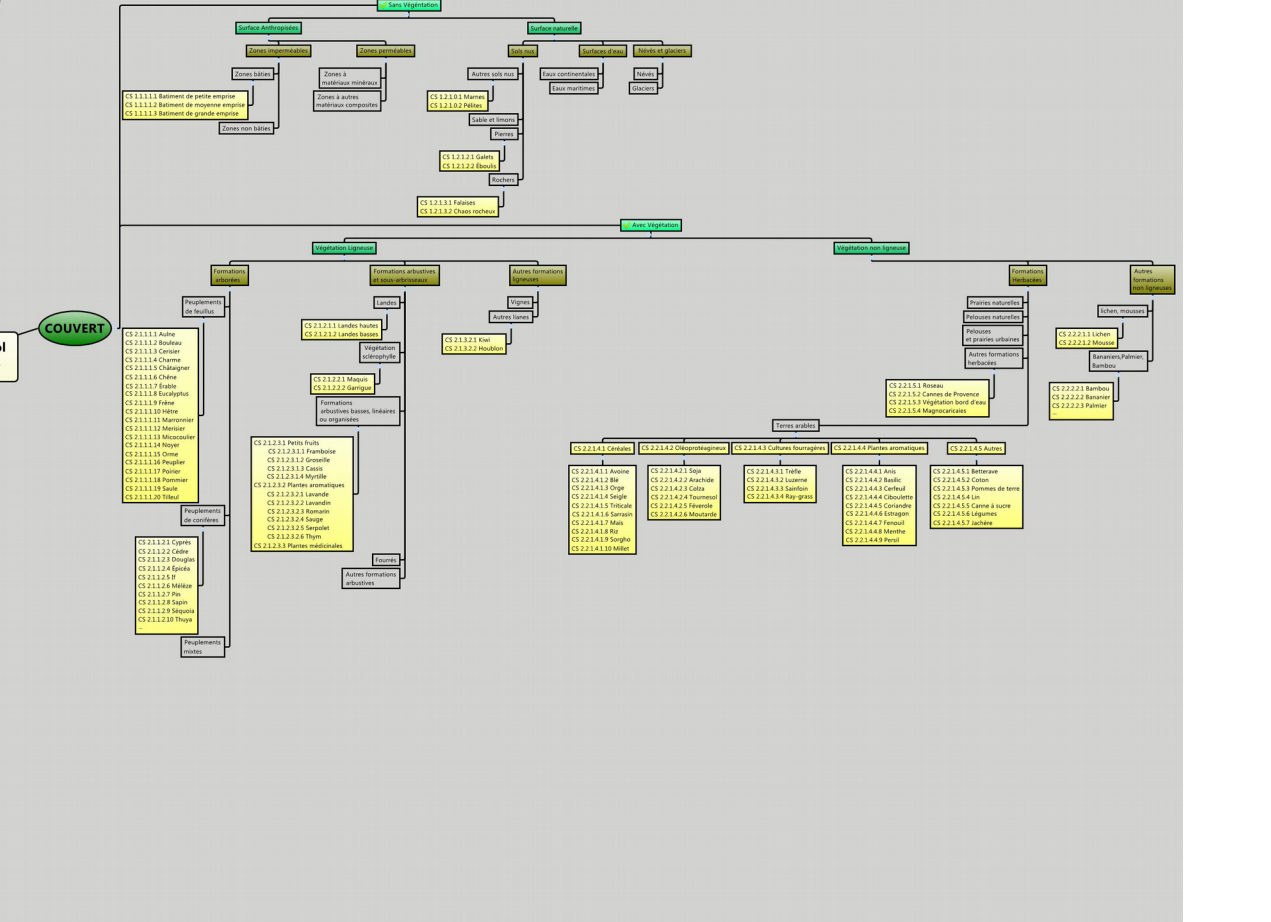 Sans Végéntation
Surface Anthropisées
Surface naturelle
Zones imperméables
Zones perméables
Sols nus
Surfaces d'eau
Névés et glaciers
Zones bâties
CS 1.1.1.1.1 Batiment de petite emprise
CS 1.1.1.1.2 Batiment de moyenne emprise
CS 1.1.1.1.3 Batiment de grande emprise
Zones non bâties
Zones à
matériaux minéraux
Zones à autres
matériaux composites
Autres sols nus
CS 1.2.1.0.1 Marnes
CS 1.2.1.0.2 Pélites
Sable et limons
Pierres
CS 1.2.1.2.1 Galets
CS 1.2.1.2.2 Éboulis
Rochers
CS 1.2.1.3.1 Falaises
CS 1.2.1.3.2 Chaos rocheux
Eaux continentales
Eaux maritimes
Névés
Glaciers
Avec Végétation
Végétation Ligneuse
Végétation non ligneuse
COUVERT
ol
Formations
arborées
Formations arbustives
et sous-arbrisseaux
Autres formations
ligneuses
Formations
Herbacées
Autres
formations
non ligneuses
Peuplements
de feuillus
CS 2.1.1.1.1 Aulne
CS 2.1.1.1.2 Bouleau
CS 2.1.1.1.3 Cerisier
CS 2.1.1.1.4 Charme
CS 2.1.1.1.5 Châtaigner
CS 2.1.1.1.6 Chêne
CS 2.1.1.1.7 Érable
CS 2.1.1.1.8 Eucalyptus
CS 2.1.1.1.9 Frêne
CS 2.1.1.1.10 Hêtre
CS 2.1.1.1.11 Marronnier
CS 2.1.1.1.12 Merisier
CS 2.1.1.1.13 Micocoulier
CS 2.1.1.1.14 Noyer
CS 2.1.1.1.15 Orme
CS 2.1.1.1.16 Peuplier
CS 2.1.1.1.17 Poirier
CS 2.1.1.1.18 Pommier
CS 2.1.1.1.19 Saule
CS 2.1.1.1.20 Tilleul
Peuplements
de conifères
CS 2.1.1.2.1 Cyprès
CS 2.1.1.2.2 Cèdre
CS 2.1.1.2.3 Douglas
CS 2.1.1.2.4 Épicéa
CS 2.1.1.2.5 If
CS 2.1.1.2.6 Mélèze
CS 2.1.1.2.7 Pin
CS 2.1.1.2.8 Sapin
CS 2.1.1.2.9 Séquoia
CS 2.1.1.2.10 Thuya
...
Peuplements
mixtes
Landes
CS 2.1.2.1.1 Landes hautes
CS 2.1.2.1.2 Landes basses
Végétation
sclérophylle
CS 2.1.2.2.1 Maquis
CS 2.1.2.2.2 Garrigue
Formations
arbustives basses, linéaires
ou organisées
CS 2.1.2.3.1 Petits fruits
CS 2.1.2.3.1.1 Framboise
CS 2.1.2.3.1.2 Groseille
CS 2.1.2.3.1.3 Cassis
CS 2.1.2.3.1.4 Myrtille
CS 2.1.2.3.2 Plantes aromatiques
CS 2.1.2.3.2.1 Lavande
CS 2.1.2.3.2.2 Lavandin
CS 2.1.2.3.2.3 Romarin
CS 2.1.2.3.2.4 Sauge
CS 2.1.2.3.2.5 Serpolet
CS 2.1.2.3.2.6 Thym
CS 2.1.2.3.3 Plantes médicinales
Fourrés
Autres formations
arbustives
Vignes
Autres lianes
CS 2.1.3.2.1 Kiwi
CS 2.1.3.2.2 Houblon
Prairies naturelles
Pelouses naturelles
Pelouses
et prairies urbaines
Autres formations
herbacées
CS 2.2.1.5.1 Roseau
CS 2.2.1.5.2 Cannes de Provence
CS 2.2.1.5.3 Végétation bord d'eau
CS 2.2.1.5.4 Magnocaricaies
lichen, mousses
CS 2.2.2.1.1 Lichen
CS 2.2.2.1.2 Mousse
Bananiers,Palmier,
Bambou
CS 2.2.2.2.1 Bambou
CS 2.2.2.2.2 Bananier
CS 2.2.2.2.3 Palmier
...
Terres arables
CS 2.2.1.4.1 Céréales
CS 2.2.1.4.2 Oléoprotéagineux
CS 2.2.1.4.3 Cultures fourragères
CS 2.2.1.4.4 Plantes aromatiques
CS 2.2.1.4.5 Autres
CS 2.2.1.4.1.1 Avoine
CS 2.2.1.4.1.2 Blé
CS 2.2.1.4.1.3 Orge
CS 2.2.1.4.1.4 Seigle
CS 2.2.1.4.1.5 Triticale
CS 2.2.1.4.1.6 Sarrasin
CS 2.2.1.4.1.7 Maïs
CS 2.2.1.4.1.8 Riz
CS 2.2.1.4.1.9 Sorgho
CS 2.2.1.4.1.10 Millet
CS 2.2.1.4.2.1 Soja
CS 2.2.1.4.2.2 Arachide
CS 2.2.1.4.2.3 Colza
CS 2.2.1.4.2.4 Tournesol
CS 2.2.1.4.2.5 Féverole
CS 2.2.1.4.2.6 Moutarde
CS 2.2.1.4.3.1 Trèfle
CS 2.2.1.4.3.2 Luzerne
CS 2.2.1.4.3.3 Sainfoin
CS 2.2.1.4.3.4 Ray-grass
CS 2.2.1.4.4.1 Anis
CS 2.2.1.4.4.2 Basilic
CS 2.2.1.4.4.3 Cerfeuil
CS 2.2.1.4.4.4 Ciboulette
CS 2.2.1.4.4.5 Coriandre
CS 2.2.1.4.4.6 Estragon
CS 2.2.1.4.4.7 Fenouil
CS 2.2.1.4.4.8 Menthe
CS 2.2.1.4.4.9 Persil
CS 2.2.1.4.5.1 Betterave
CS 2.2.1.4.5.2 Coton
CS 2.2.1.4.5.3 Pommes de terre
CS 2.2.1.4.5.4 Lin
CS 2.2.1.4.5.5 Canne à sucre
CS 2.2.1.4.5.6 Légumes
CS 2.2.1.4.5.7 Jachère